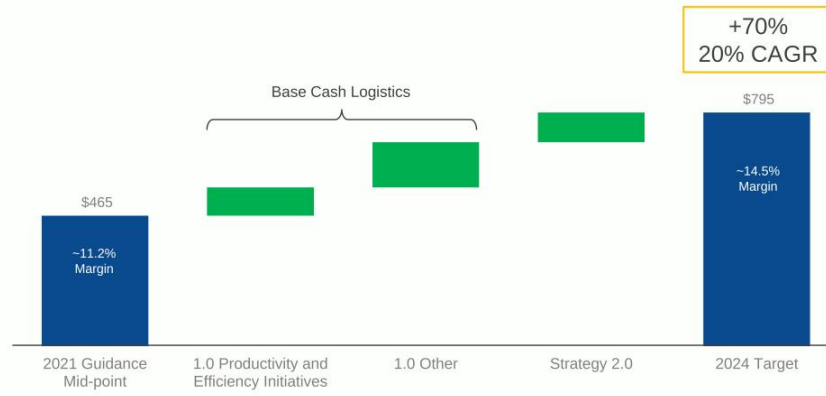 +70%
20% CAGR
Base Cash Logistics
$795
~14.5%
Margin
$465
~11.2%
Margin
2021 Guidance
Mid-point
1.0 Productivity and
Efficiency Initiatives
1.0 Other
Strategy 2.0
2024 Target